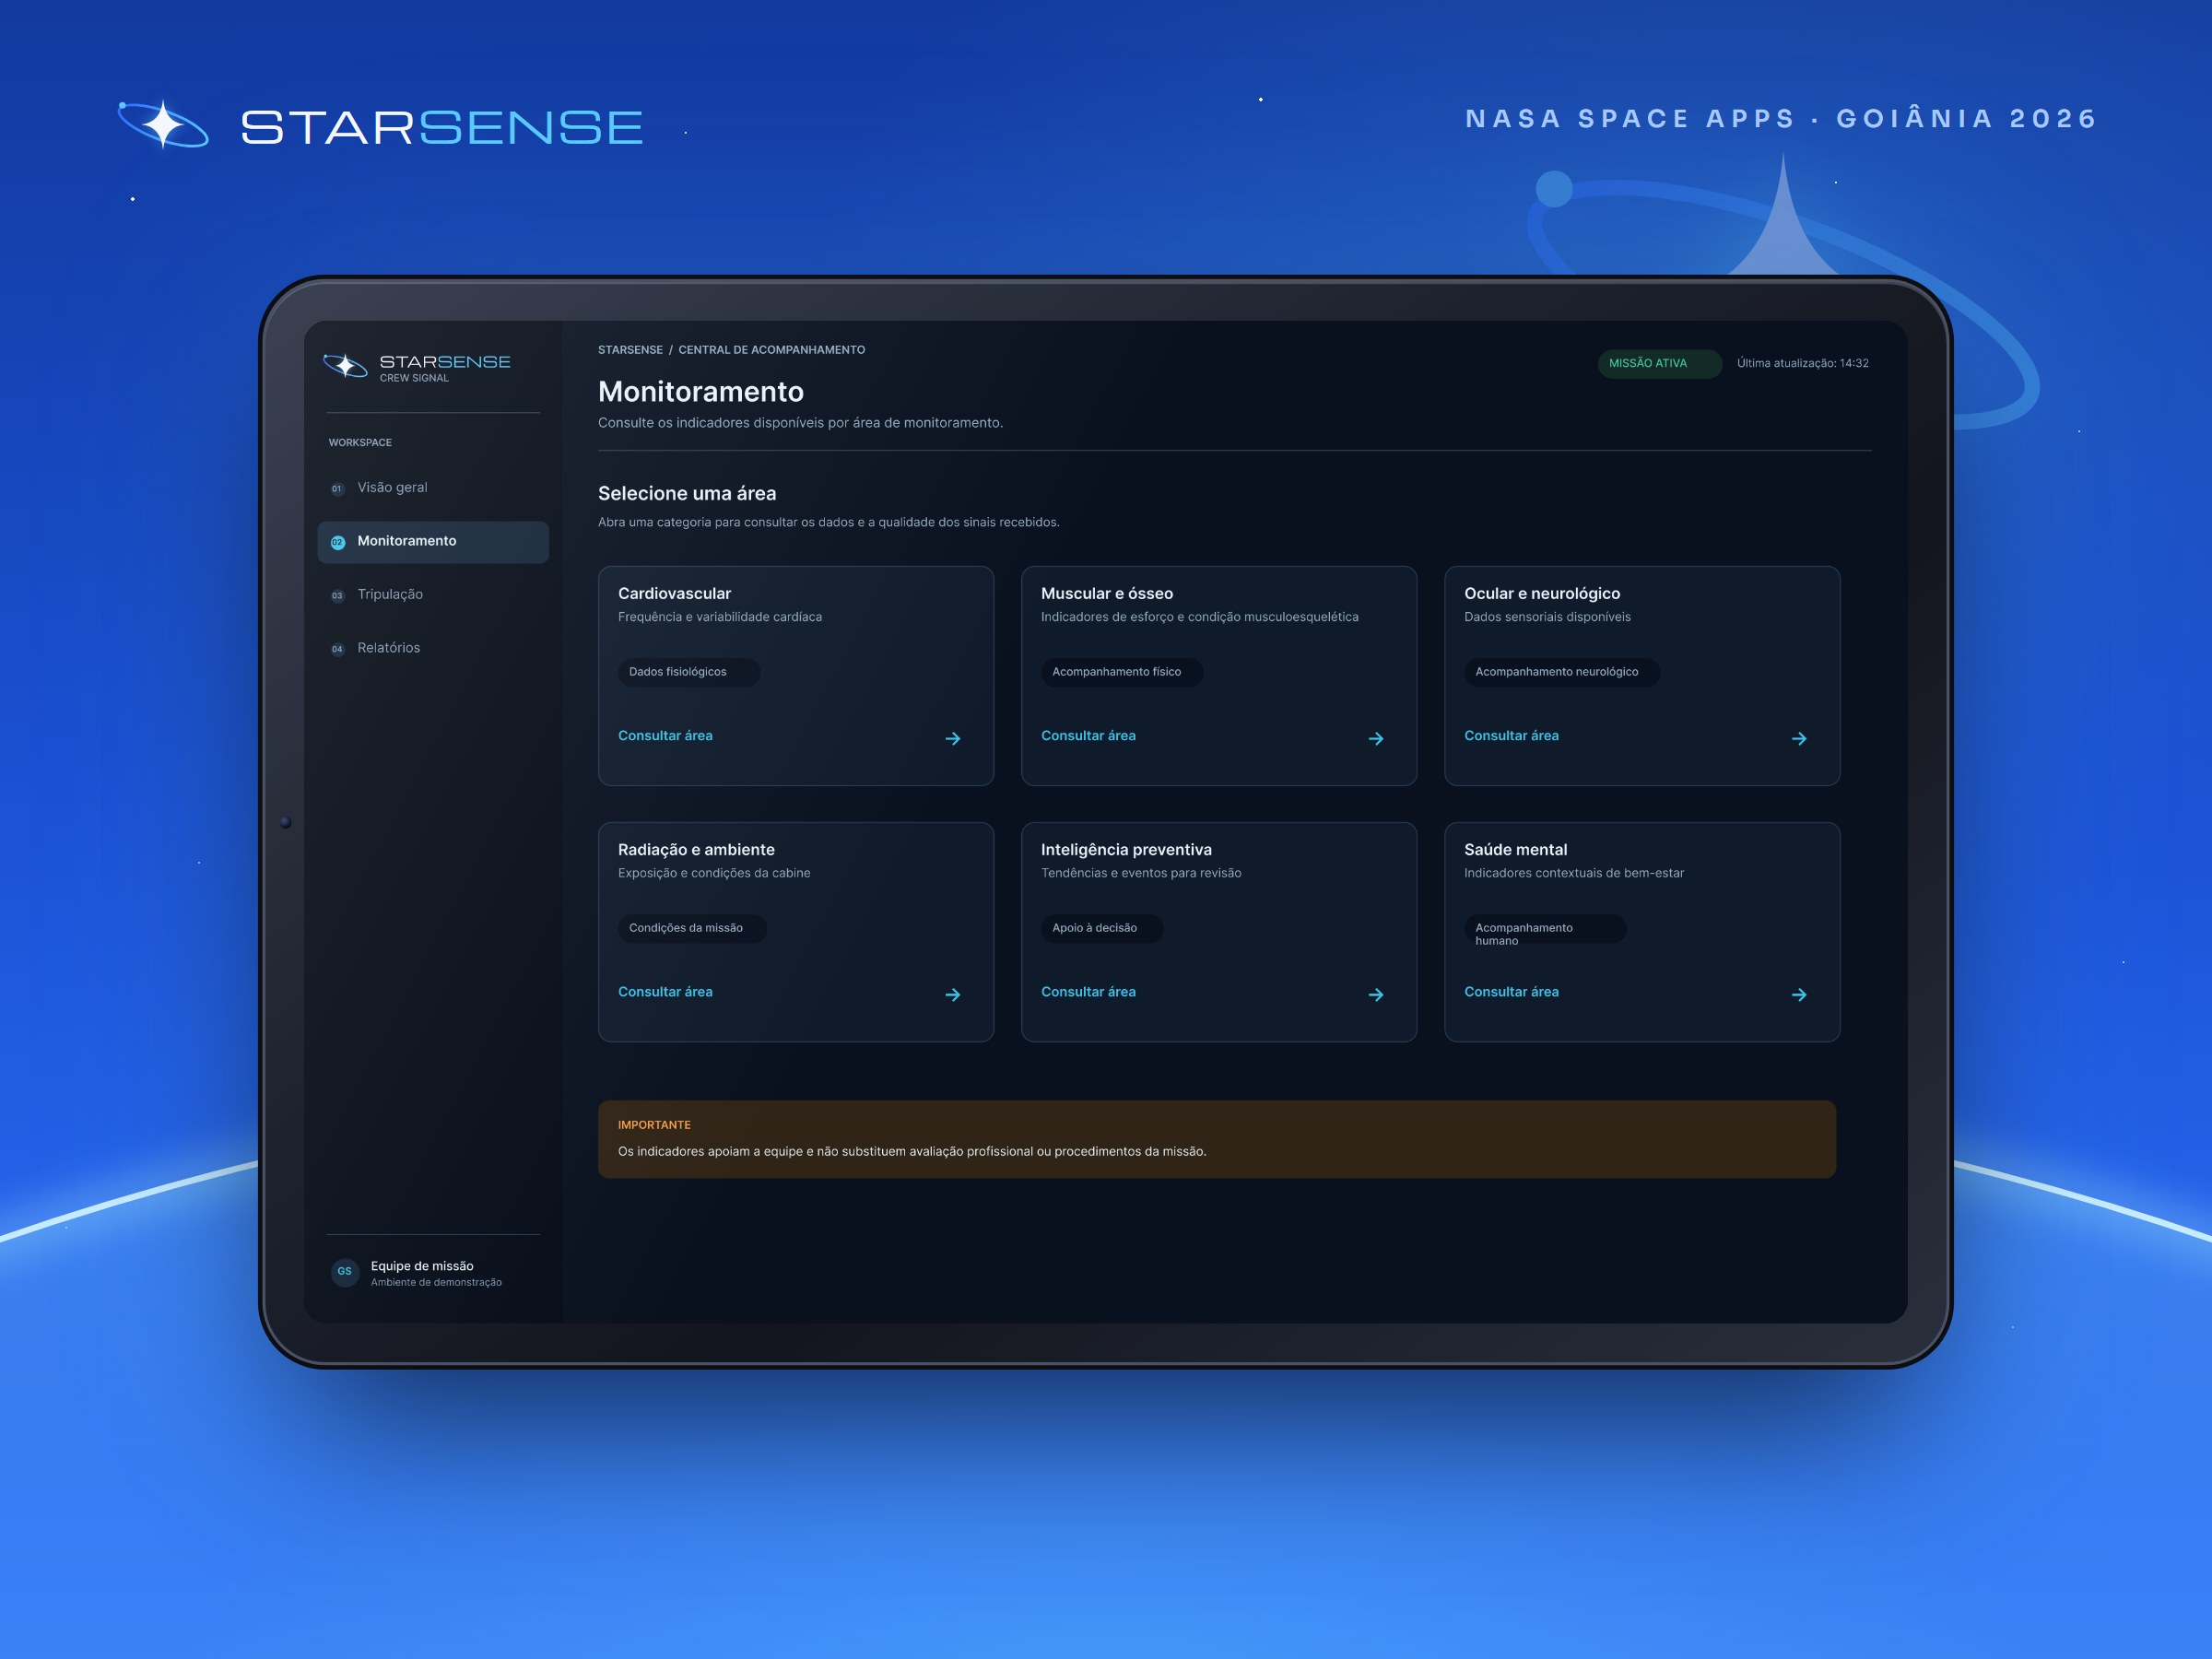 STARSENSE
NASA SPACE APPS · GOIÂNIA 2026
STARSENSE
CREW SIGNAL
WORKSPACE
01 Visão geral
02 Monitoramento
03 Tripulação
04 Relatórios
GS
Equipe de missão
Ambiente de demonstração
STARSENSE / CENTRAL DE ACOMPANHAMENTO
MISSÃO ATIVA
Última atualização: 14:32
Monitoramento
Consulte os indicadores disponíveis por área de monitoramento.
Selecione uma área
Abra uma categoria para consultar os dados e a qualidade dos sinais recebidos.
Cardiovascular
Frequência e variabilidade cardíaca
Dados fisiológicos
Consultar área →
Muscular e ósseo
Indicadores de esforço e condição musculoesquelética
Acompanhamento físico
Consultar área →
Ocular e neurológico
Dados sensoriais disponíveis
Acompanhamento neurológico
Consultar área →
Radiação e ambiente
Exposição e condições da cabine
Condições da missão
Consultar área →
Inteligência preventiva
Tendências e eventos para revisão
Apoio à decisão
Consultar área →
Saúde mental
Indicadores contextuais de bem-estar
Acompanhamento
humano
Consultar área →
IMPORTANTE
Os indicadores apoiam a equipe e não substituem avaliação profissional ou procedimentos da missão.